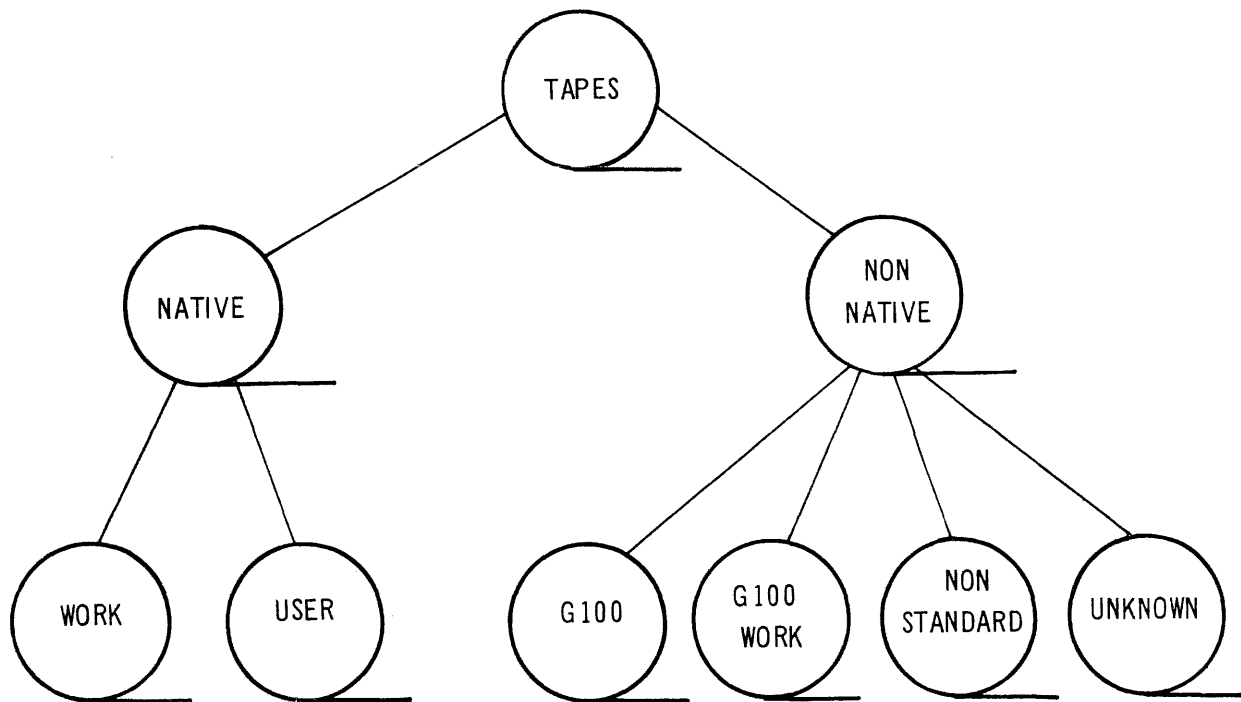 TAPES
NATIVE
NON
NATIVE
WORK
USER
G100
G100
WORK
NON
STANDARD
UNKNOWN